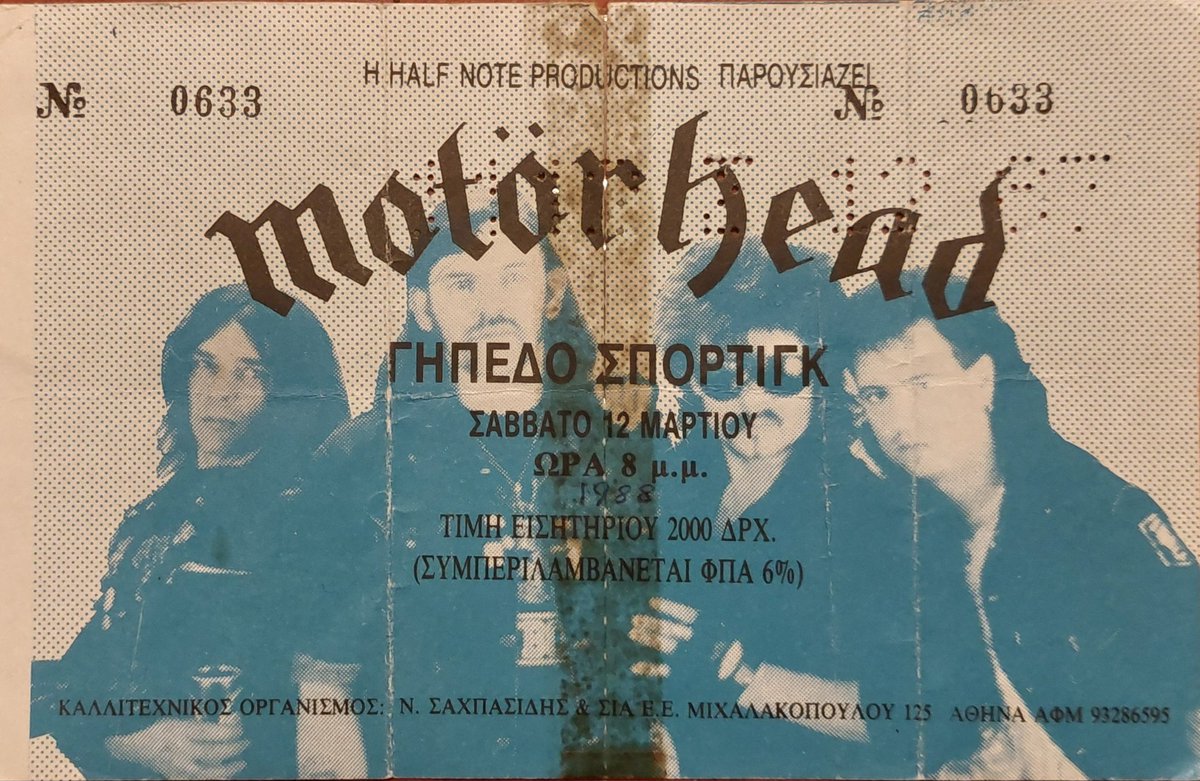 Η HALF NOTE PRODUCTIONS ΠΑΡΟΥΣΙΑΖΕΙ
№ 0633 № 0633
motörhead
ΓΗΠΕΔΟ ΣΠΟΡΤΙΓΚ
ΣΑΒΒΑΤΟ 12 ΜΑΡΤΙΟΥ
ΩΡΑ 8 μ.μ.
1988
ΤΙΜΗ ΕΙΣΗΤΗΡΙΟΥ 2000 ΔΡΧ.
(ΣΥΜΠΕΡΙΛΑΜΒΑΝΕΤΑΙ ΦΠΑ 6%)
ΚΑΛΛΙΤΕΧΝΙΚΟΣ ΟΡΓΑΝΙΣΜΟΣ: Ν. ΣΑΧΠΑΣΙΔΗΣ & ΣΙΑ Ε.Ε. ΜΙΧΑΛΑΚΟΠΟΥΛΟΥ 125 ΑΘΗΝΑ ΑΦΜ 93286595